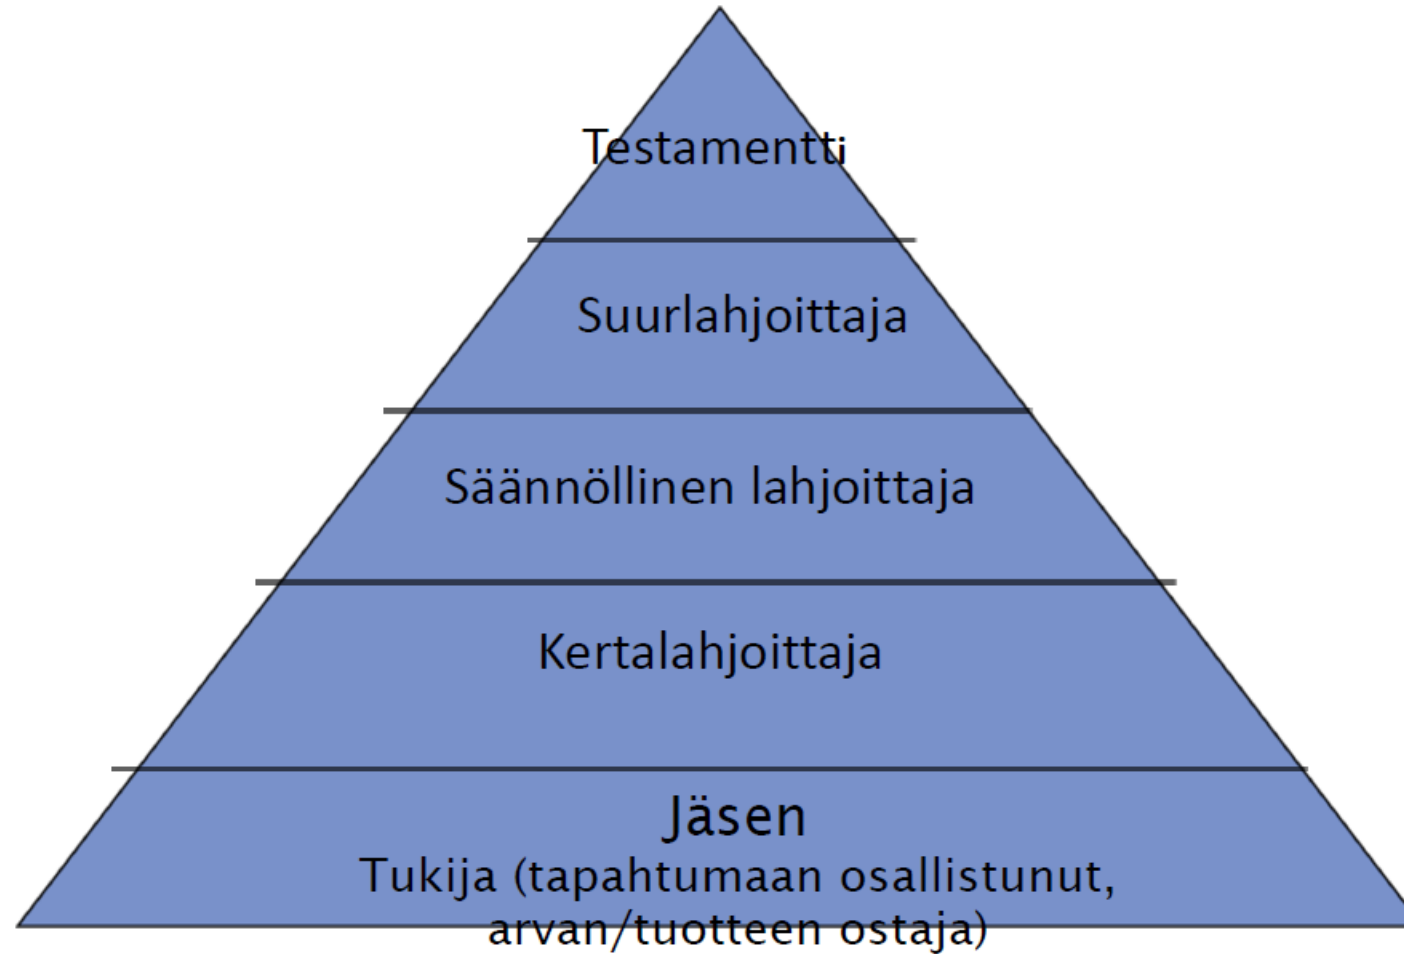 Testamentti
Suurlahjoittaja
Säännöllinen lahjoittaja
Kertalahjoittaja
Jäsen
Tukija (tapahtumaan osallistunut,
arvan/tuotteen ostaja)